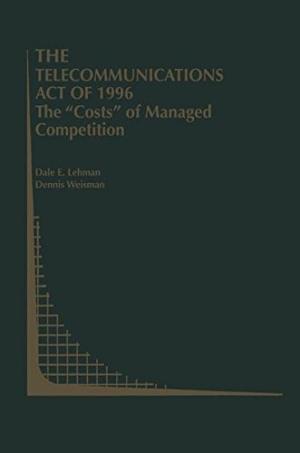 THE
TELECOMMUNICATIONS
ACT OF 1996
The "Costs" of Managed
Competition
Dale E. Lehman
Dennis Weisman